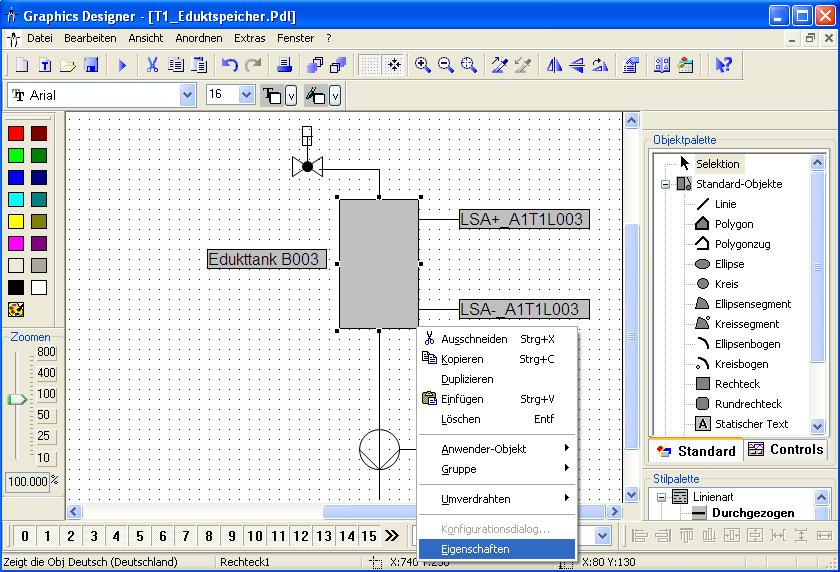 Graphics Designer - [T1_Eduktspeicher.Pdl]
Datei Bearbeiten Ansicht Anordnen Extras Fenster ?
Arial 16
Objektpalette
Selektion
Standard-Objekte
Linie
Polygon
Polygonzug
Ellipse
Kreis
Ellipsensegment
Kreissegment
Ellipsenbogen
Kreisbogen
Rechteck
Rundrechteck
Statischer Text
Standard Controls
Stilpalette
Linienart
Durchgezogen
LSA+_A1T1L003
Edukttank B003
LSA-_A1T1L003
Zoomen
800
400
100
50
25
10
100.000 %
Ausschneiden Strg+X
Kopieren Strg+C
Duplizieren
Einfügen Strg+V
Löschen Entf
Anwender-Objekt
Gruppe
Umverdrahten
Konfigurationsdialog...
Eigenschaften
0 1 2 3 4 5 6 7 8 9 10 11 12 13 14 15
Zeigt die Obj Deutsch (Deutschland) Rechteck1 X:740 Y:230 X:80 Y:130